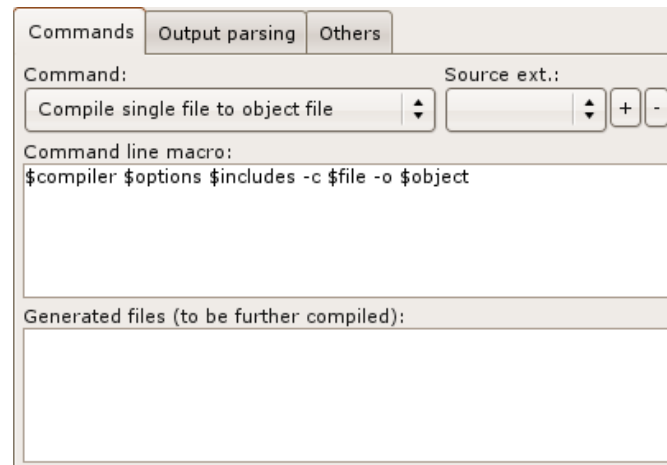 Commands Output parsing Others
Command: Source ext.:
Compile single file to object file + -
Command line macro:
$compiler $options $includes -c $file -o $object
Generated files (to be further compiled):